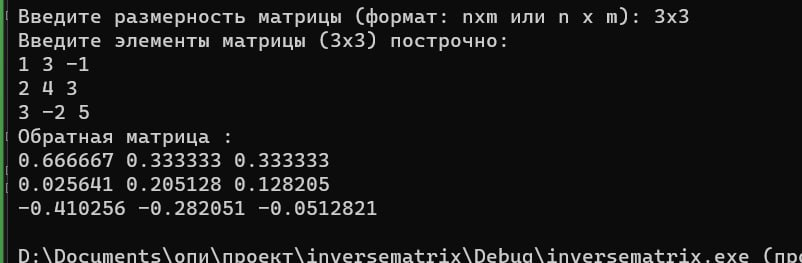 Введите размерность матрицы (формат: nxm или n x m): 3x3
Введите элементы матрицы (3x3) построчно:
1 3 -1
2 4 3
3 -2 5
Обратная матрица :
0.666667 0.333333 0.333333
0.025641 0.205128 0.128205
-0.410256 -0.282051 -0.0512821
D:\Documents\опи\проект\inversematrix\Debug\inversematrix.exe (про